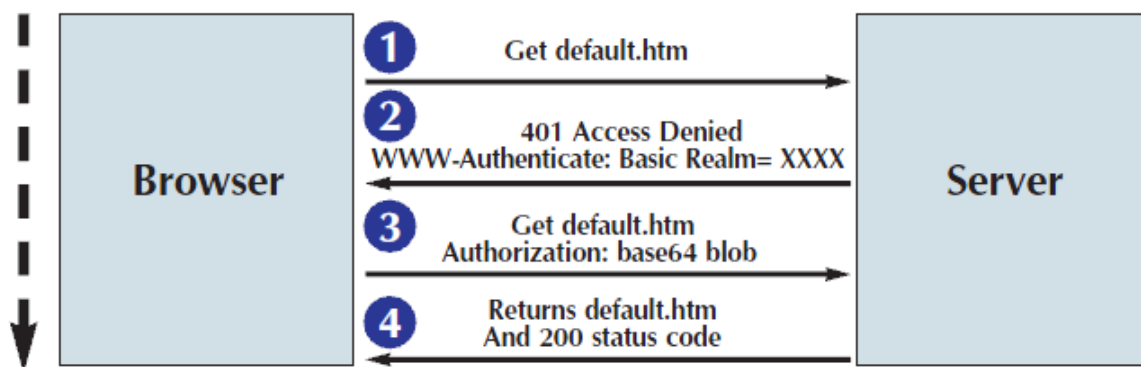 1
Get default.htm
2
401 Access Denied
WWW-Authenticate: Basic Realm= XXXX
Browser
Server
3
Get default.htm
Authorization: base64 blob
4
Returns default.htm
And 200 status code